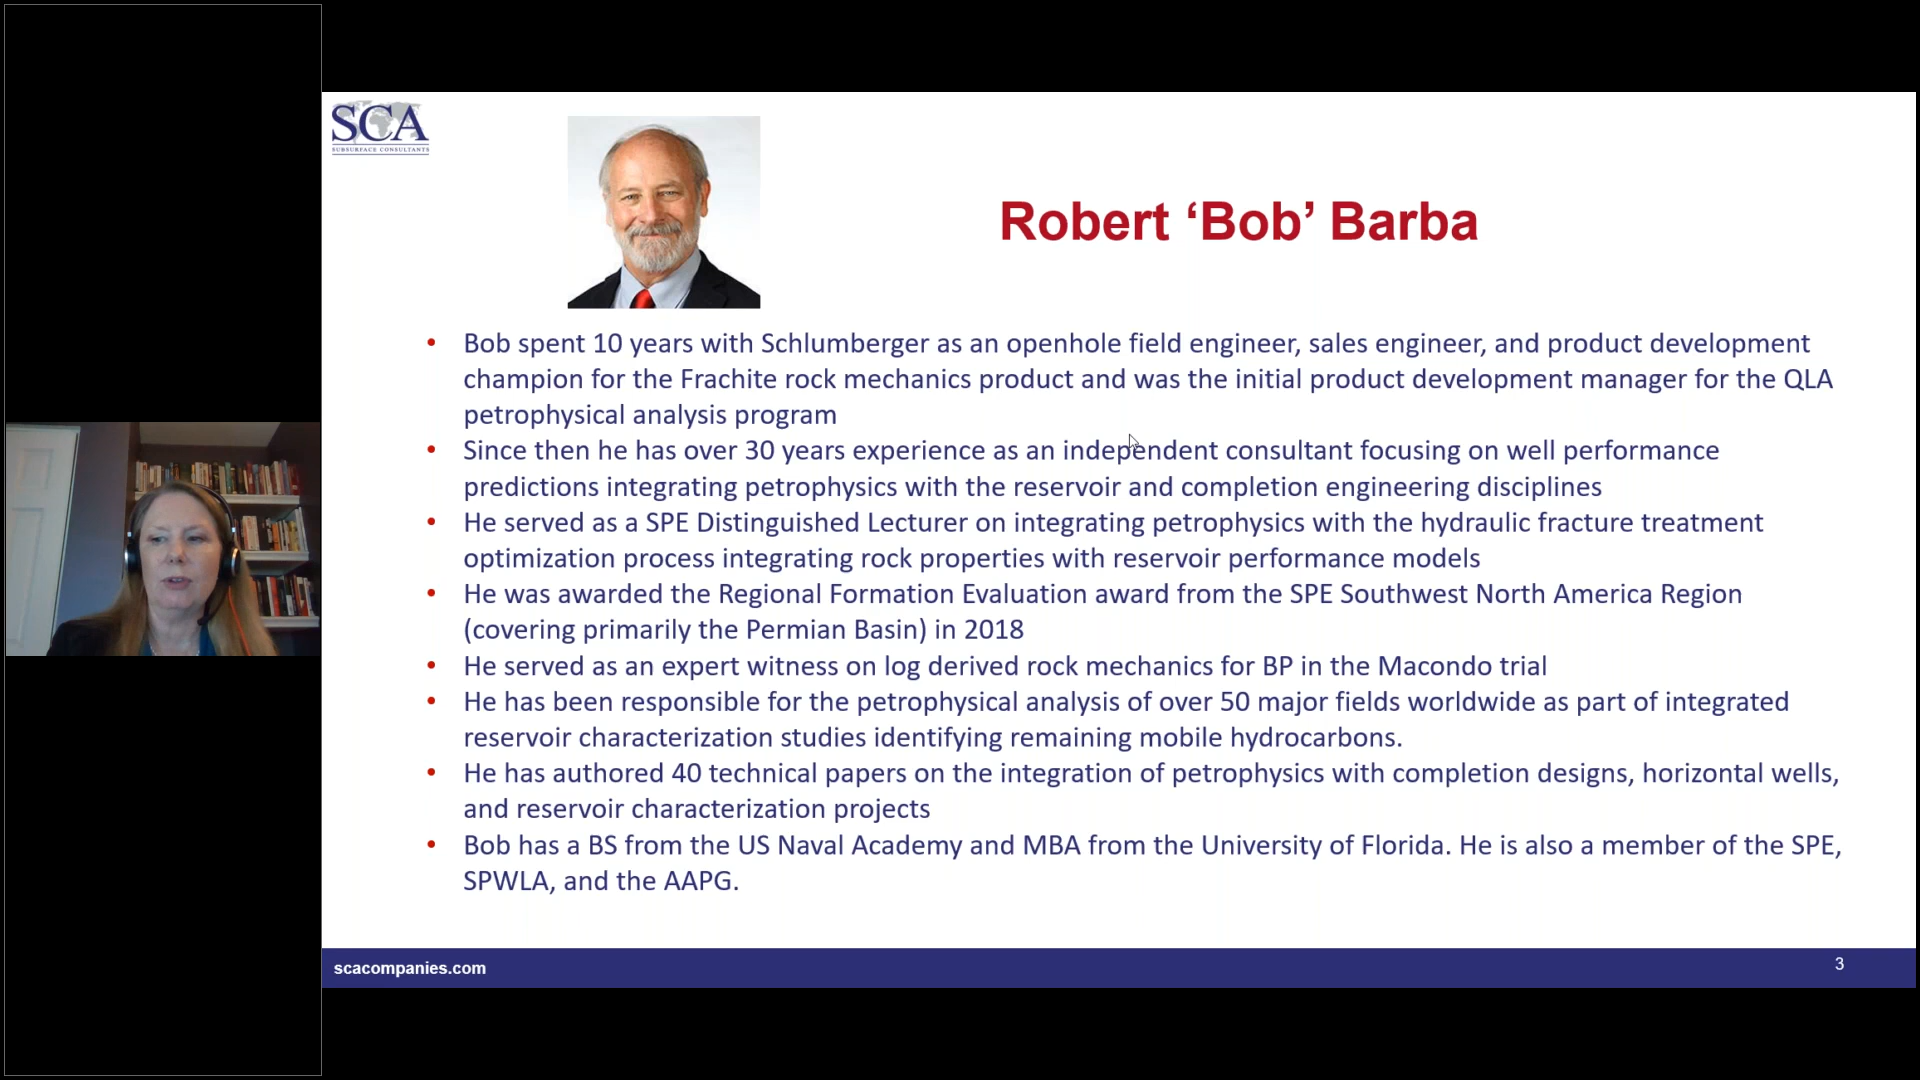 SCA
SUBSURFACE CONSULTANTS
Robert ‘Bob’ Barba
• Bob spent 10 years with Schlumberger as an openhole field engineer, sales engineer, and product development
champion for the Frachite rock mechanics product and was the initial product development manager for the QLA
petrophysical analysis program
• Since then he has over 30 years experience as an independent consultant focusing on well performance
predictions integrating petrophysics with the reservoir and completion engineering disciplines
• He served as a SPE Distinguished Lecturer on integrating petrophysics with the hydraulic fracture treatment
optimization process integrating rock properties with reservoir performance models
• He was awarded the Regional Formation Evaluation award from the SPE Southwest North America Region
(covering primarily the Permian Basin) in 2018
• He served as an expert witness on log derived rock mechanics for BP in the Macondo trial
• He has been responsible for the petrophysical analysis of over 50 major fields worldwide as part of integrated
reservoir characterization studies identifying remaining mobile hydrocarbons.
• He has authored 40 technical papers on the integration of petrophysics with completion designs, horizontal wells,
and reservoir characterization projects
• Bob has a BS from the US Naval Academy and MBA from the University of Florida. He is also a member of the SPE,
SPWLA, and the AAPG.
scacompanies.com
3